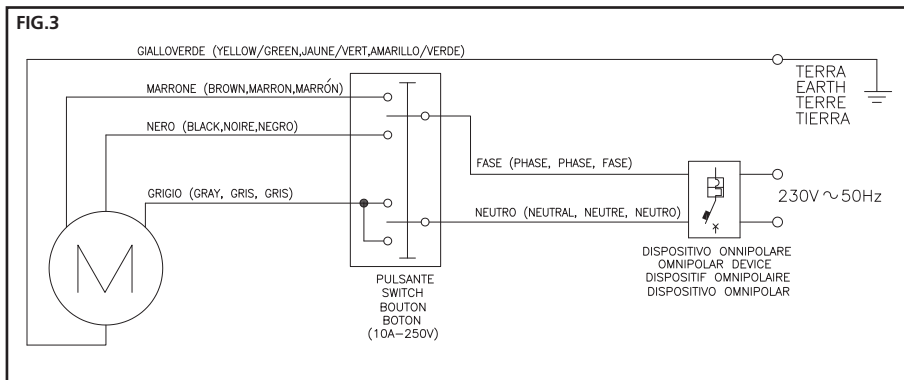 FIG.3
GIALLOVERDE (YELLOW/GREEN,JAUNE/VERT,AMARILLO/VERDE)
TERRA
EARTH
TERRE
TIERRA
MARRONE (BROWN,MARRON,MARRÓN)
NERO (BLACK,NOIRE,NEGRO)
FASE (PHASE, PHASE, FASE)
GRIGIO (GRAY, GRIS, GRIS)
230V ~ 50Hz
NEUTRO (NEUTRAL, NEUTRE, NEUTRO)
M
DISPOSITIVO ONNIPOLARE
OMNIPOLAR DEVICE
DISPOSITIF OMNIPOLAIRE
DISPOSITIVO OMNIPOLAR
PULSANTE
SWITCH
BOUTON
BOTON
(10A-250V)